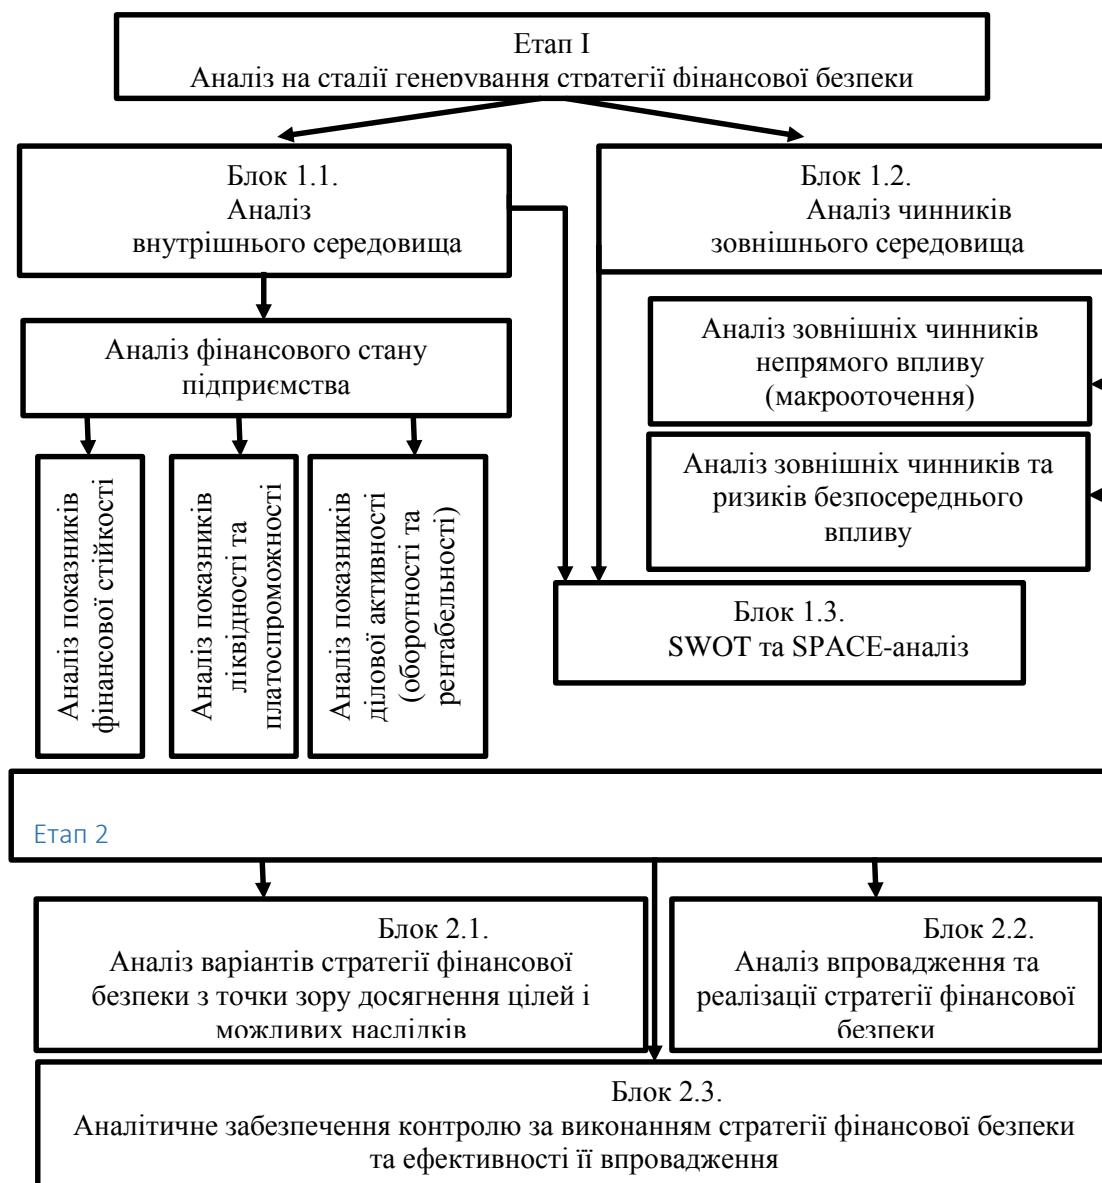 Етап І
Аналіз на стадії генерування стратегії фінансової безпеки
Блок 1.1.
Аналіз
внутрішнього середовища
Блок 1.2.
Аналіз чинників
зовнішнього середовища
Аналіз фінансового стану
підприємства
Аналіз зовнішніх чинників
непрямого впливу
(макрооточення)
Аналіз зовнішніх чинників та
ризиків безпосереднього
впливу
Аналіз показників
фінансової стійкості
Аналіз показників
ліквідності та
платоспроможності
Аналіз показників
ділової активності
(оборотності та
рентабельності)
Блок 1.3.
SWOT та SPACE-аналіз
Етап 2
Блок 2.1.
Аналіз варіантів стратегії фінансової
безпеки з точки зору досягнення цілей і
можливих наслідків
Блок 2.2.
Аналіз впровадження та
реалізації стратегії фінансової
безпеки
Блок 2.3.
Аналітичне забезпечення контролю за виконанням стратегії фінансової безпеки
та ефективності її впровадження